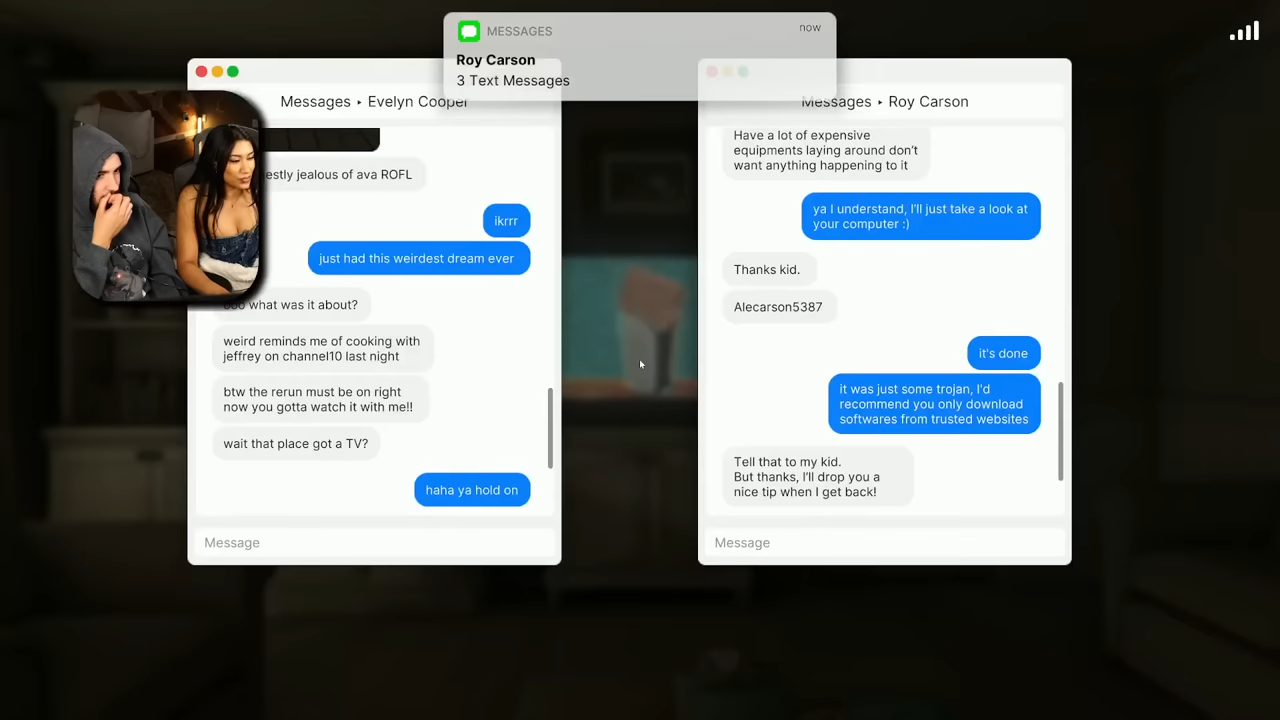 MESSAGES
now
Roy Carson
3 Text Messages
Messages ▸ Evelyn Cooper
jealous of ava ROFL
ikrrr
just had this weirdest dream ever
what was it about?
weird reminds me of cooking with
jeffrey on channel10 last night
btw the rerun must be on right
now you gotta watch it with me!!
wait that place got a TV?
haha ya hold on
Message
Messages ▸ Roy Carson
Have a lot of expensive
equipments laying around don't
want anything happening to it
ya I understand, I'll just take a look at
your computer :)
Thanks kid.
Alecarson5387
it's done
it was just some trojan, I'd
recommend you only download
softwares from trusted websites
Tell that to my kid.
But thanks, I'll drop you a
nice tip when I get back!
Message